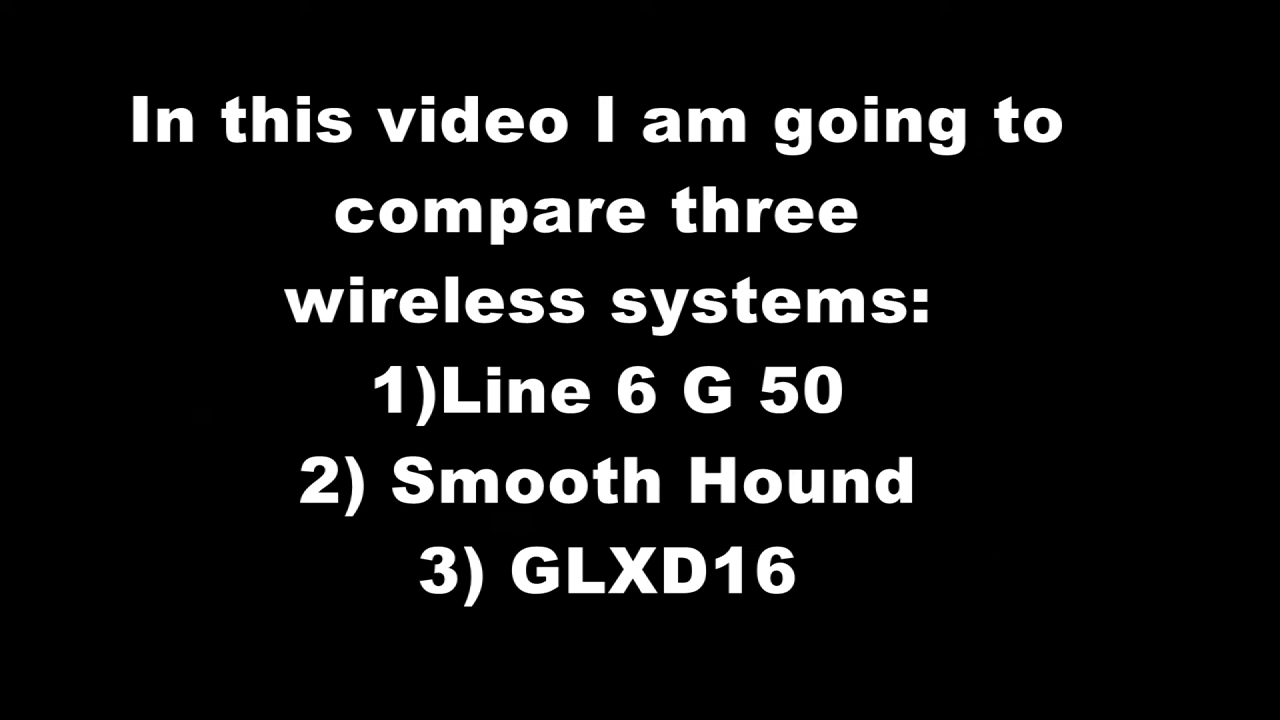 In this video I am going to
compare three
wireless systems:
1)Line 6 G 50
2) Smooth Hound
3) GLXD16